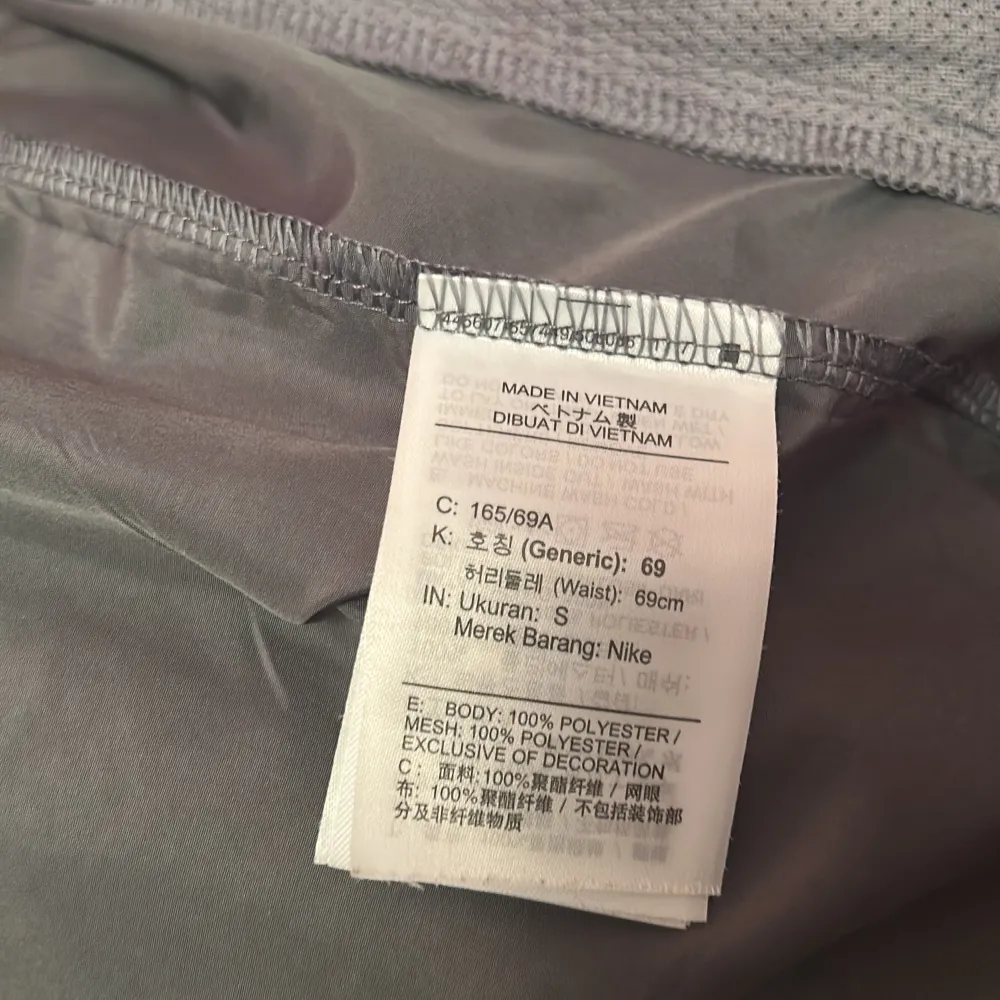 MADE IN VIETNAM
ベトナム製
DIBUAT DI VIETNAM
C: 165/69A
K: 호칭 (Generic): 69
허리둘레 (Waist): 69cm
IN: Ukuran: S
Merek Barang: Nike
E: BODY: 100% POLYESTER /
MESH: 100% POLYESTER /
EXCLUSIVE OF DECORATION
C: 面料:100%聚酯纤维 / 网眼
布: 100%聚酯纤维 / 不包括装饰部
分及非纤维物质